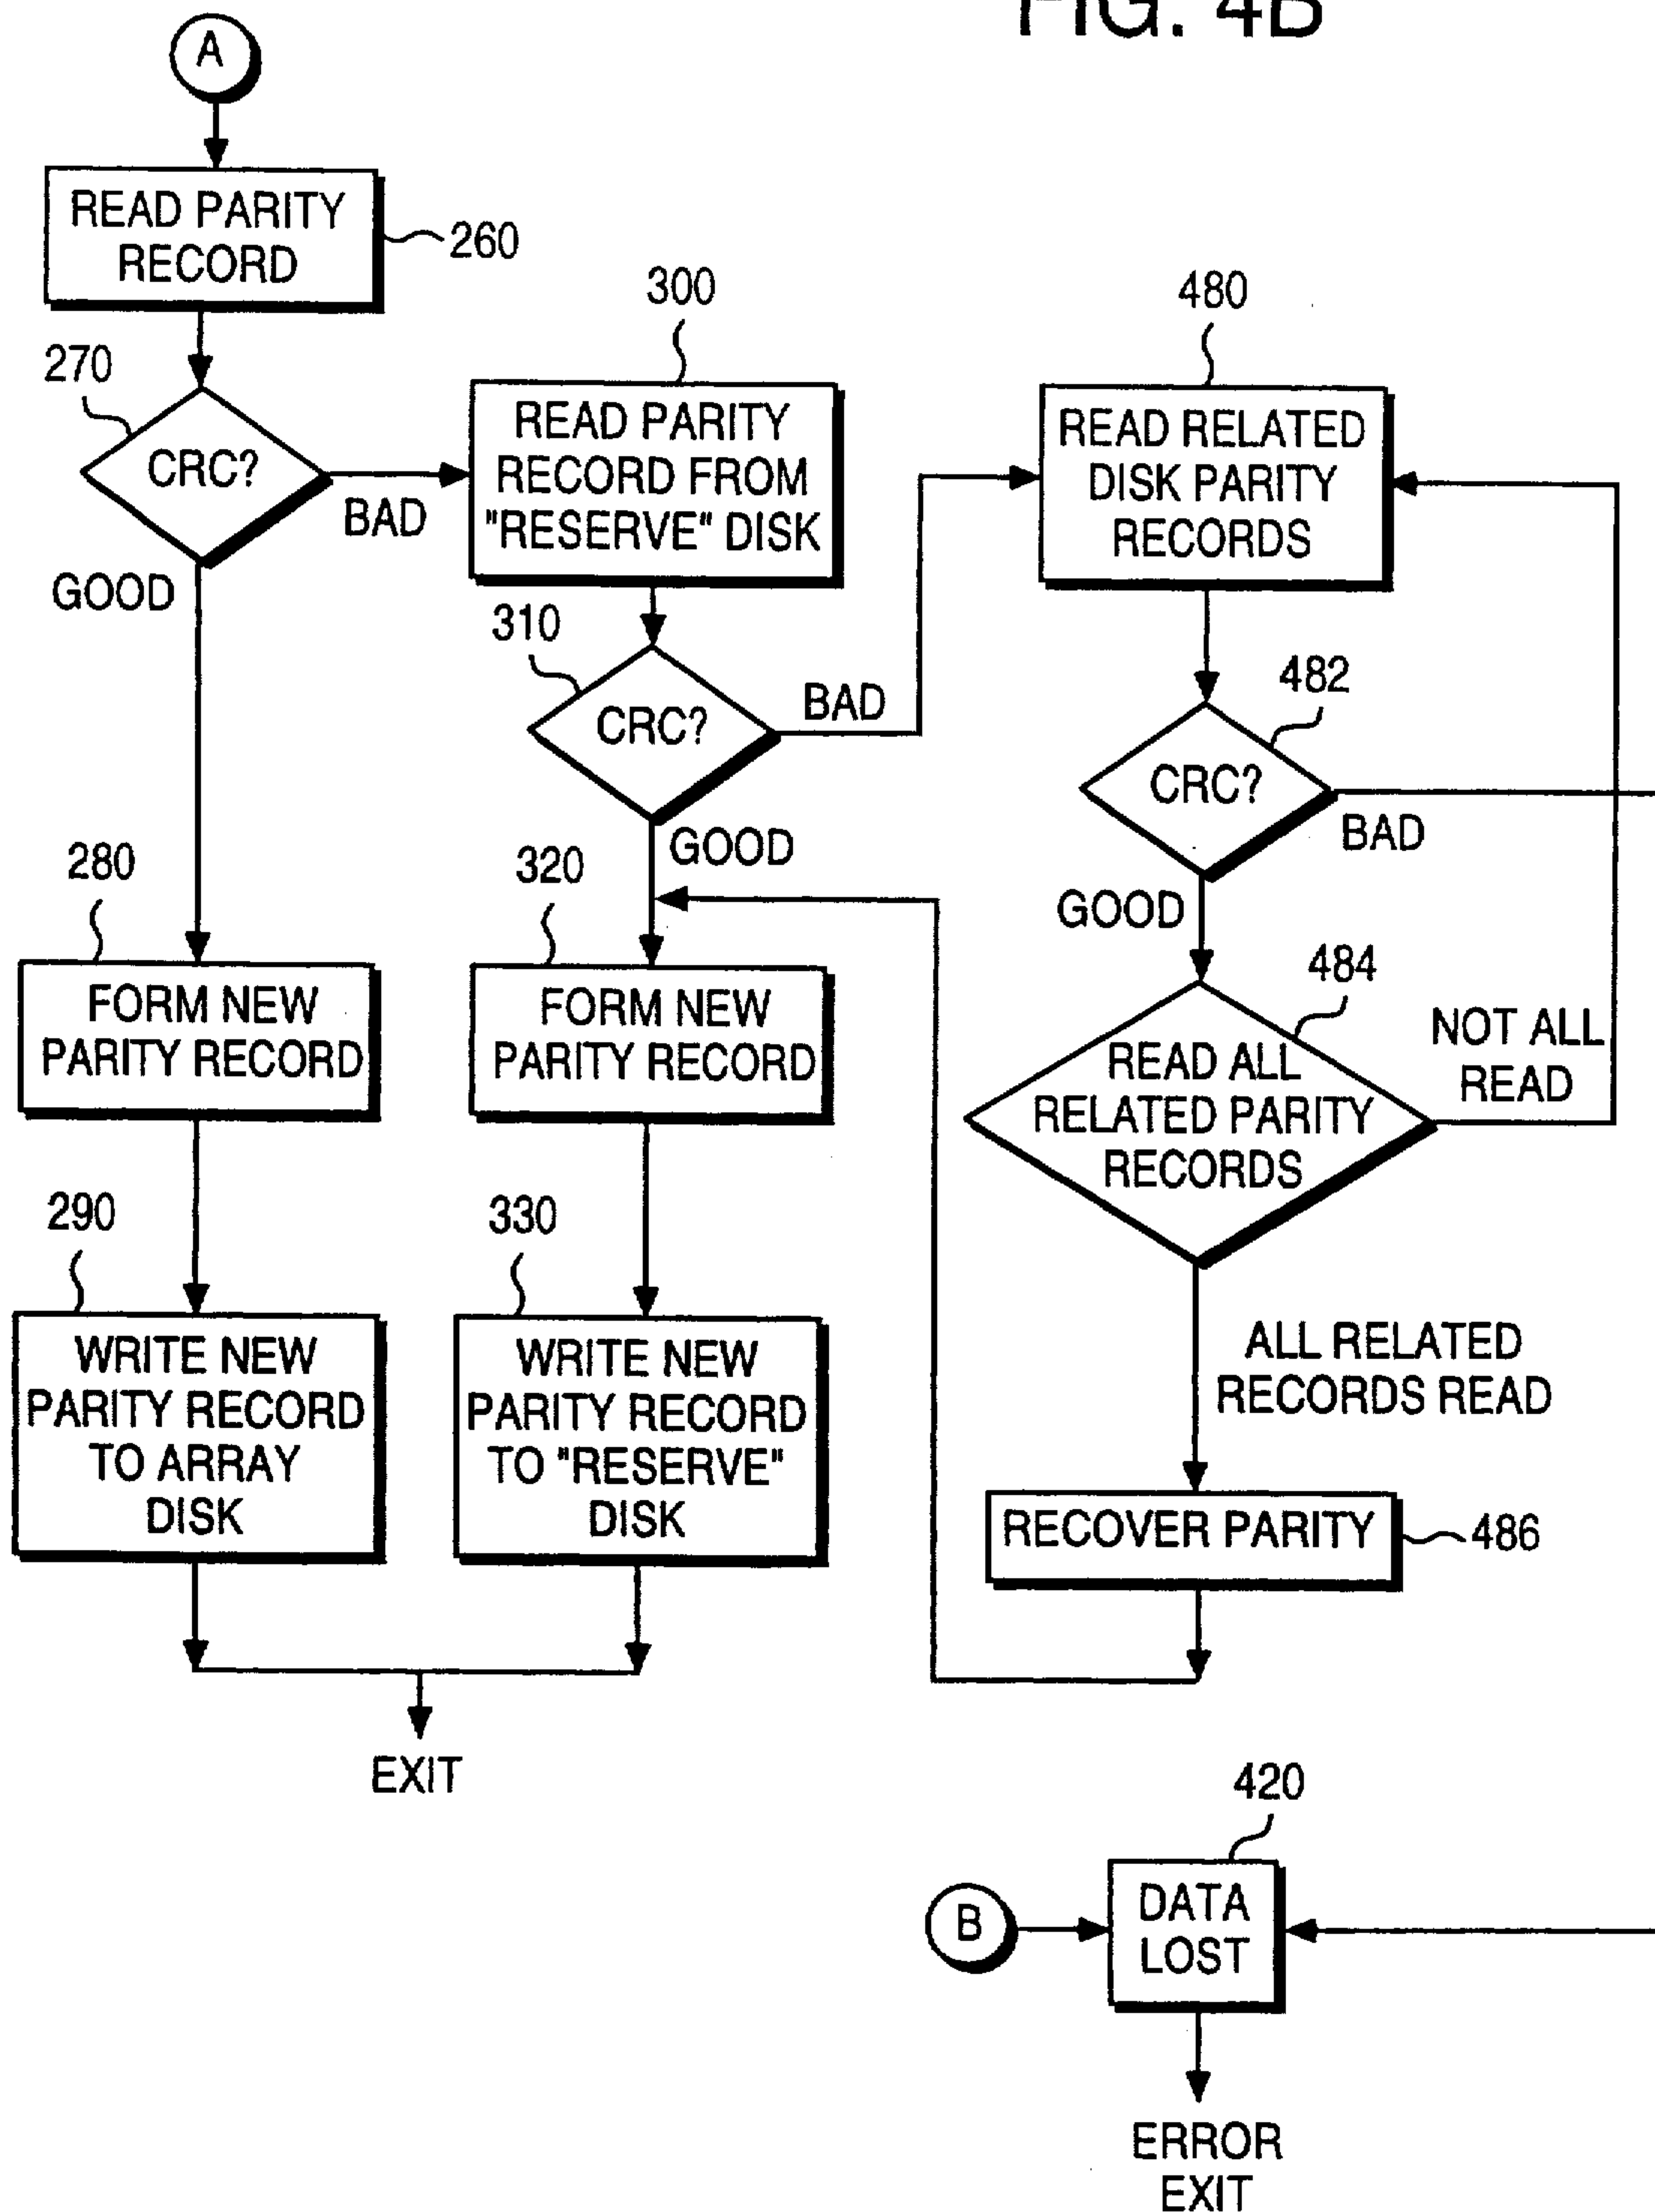 FIG. 4B
A
READ PARITY
RECORD
260
270
CRC?
BAD
GOOD
300
READ PARITY
RECORD FROM
"RESERVE" DISK
310
CRC?
BAD
GOOD
480
READ RELATED
DISK PARITY
RECORDS
482
CRC?
BAD
GOOD
484
READ ALL
RELATED PARITY
RECORDS
NOT ALL
READ
ALL RELATED
RECORDS READ
RECOVER PARITY
486
280
FORM NEW
PARITY RECORD
320
FORM NEW
PARITY RECORD
290
WRITE NEW
PARITY RECORD
TO ARRAY
DISK
330
WRITE NEW
PARITY RECORD
TO "RESERVE"
DISK
EXIT
420
B
DATA
LOST
ERROR
EXIT